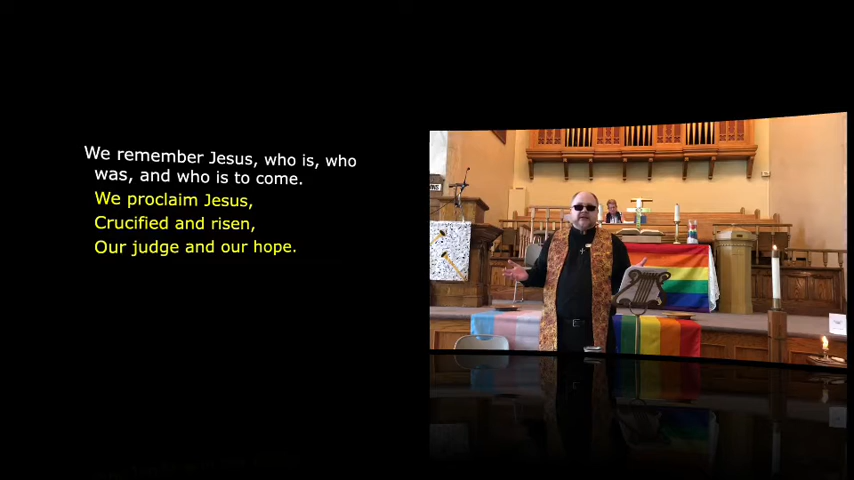 We remember Jesus, who is, who
was, and who is to come.
We proclaim Jesus,
Crucified and risen,
Our judge and our hope.